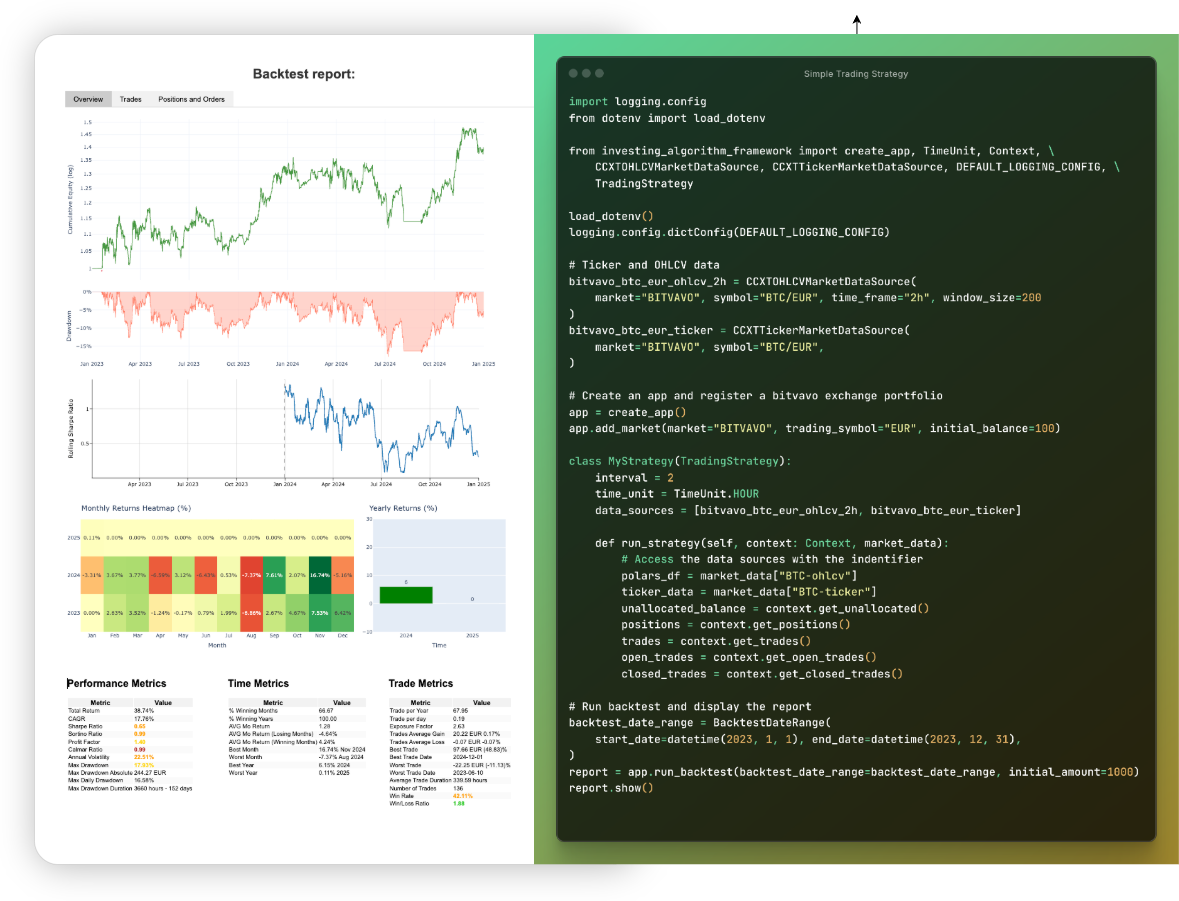 Backtest report:
Overview Trades Positions and Orders
1.5
1.45
1.4
1.35
1.3
1.25
1.2
1.15
1.1
1.05
1
Cumulative Equity (log)
0%
−5%
−10%
−15%
Drawdown
Jan 2023 Apr 2023 Jul 2023 Oct 2023 Jan 2024 Apr 2024 Jul 2024 Oct 2024 Jan 2025
1
0.5
Rolling Sharpe Ratio
Apr 2023 Jul 2023 Oct 2023 Jan 2024 Apr 2024 Jul 2024 Oct 2024 Jan 2025
Monthly Returns Heatmap (%)
2025 0.11% 0.00% 0.00% 0.00% 0.00% 0.00% 0.00% 0.00% 0.00% 0.00% 0.00% 0.00%
2024 -3.31% 3.67% 3.77% 3.12% 0.53% -7.37% 7.61% 2.07% 16.74% -5.16%
2023 0.00% 2.83% 3.52% -1.24% -0.17% 0.79% 1.99% 2.67% 4.67% 7.53% 6.42%
Jan Feb Mar Apr May Jun Jul Aug Sep Oct Nov Dec
Month
Yearly Returns (%)
30
20
10
0
−10
6
0
2024 2025
Time
Performance Metrics
Metric Value
Total Return 38.74%
CAGR 17.76%
Sharpe Ratio
Sortino Ratio
Profit Factor
Calmar Ratio 0.99
Annual Volatility 22.51%
Max Drawdown
Max Drawdown Absolute 244.27 EUR
Max Daily Drawdown 16.58%
Max Drawdown Duration 3660 hours - 152 days
Time Metrics
Metric Value
% Winning Months 66.67
% Winning Years 100.00
AVG Mo Return 1.28
AVG Mo Return (Losing Months) -4.64%
AVG Mo Return (Winning Months) 4.24%
Best Month 16.74% Nov 2024
Worst Month -7.37% Aug 2024
Best Year 6.15% 2024
Worst Year 0.11% 2025
Trade Metrics
Metric Value
Trade per Year 67.95
Trade per day 0.19
Exposure Factor 2.63
Trades Average Gain 20.22 EUR 0.17%
Trades Average Loss -0.07 EUR -0.07%
Best Trade 97.66 EUR (48.83)%
Best Trade Date 2024-12-01
Worst Trade -22.25 EUR (-11.13)%
Worst Trade Date 2023-06-10
Average Trade Duration 339.59 hours
Number of Trades 136
Win Rate
Win/Loss Ratio
Simple Trading Strategy
import logging.config
from dotenv import load_dotenv
from investing_algorithm_framework import create_app, TimeUnit, Context, \
CCXTOHLCVMarketDataSource, CCXTTickerMarketDataSource, DEFAULT_LOGGING_CONFIG, \
TradingStrategy
load_dotenv()
logging.config.dictConfig(DEFAULT_LOGGING_CONFIG)
# Ticker and OHLCV data
bitvavo_btc_eur_ohlcv_2h = CCXTOHLCVMarketDataSource(
market="BITVAVO", symbol="BTC/EUR", time_frame="2h", window_size=200
)
bitvavo_btc_eur_ticker = CCXTTickerMarketDataSource(
market="BITVAVO", symbol="BTC/EUR",
)
# Create an app and register a bitvavo exchange portfolio
app = create_app()
app.add_market(market="BITVAVO", trading_symbol="EUR", initial_balance=100)
class MyStrategy(TradingStrategy):
interval = 2
time_unit = TimeUnit.HOUR
data_sources = [bitvavo_btc_eur_ohlcv_2h, bitvavo_btc_eur_ticker]
def run_strategy(self, context: Context, market_data):
# Access the data sources with the indentifier
polars_df = market_data["BTC-ohlcv"]
ticker_data = market_data["BTC-ticker"]
unallocated_balance = context.get_unallocated()
positions = context.get_positions()
trades = context.get_trades()
open_trades = context.get_open_trades()
closed_trades = context.get_closed_trades()
# Run backtest and display the report
backtest_date_range = BacktestDateRange(
start_date=datetime(2023, 1, 1), end_date=datetime(2023, 12, 31),
)
report = app.run_backtest(backtest_date_range=backtest_date_range, initial_amount=1000)
report.show()